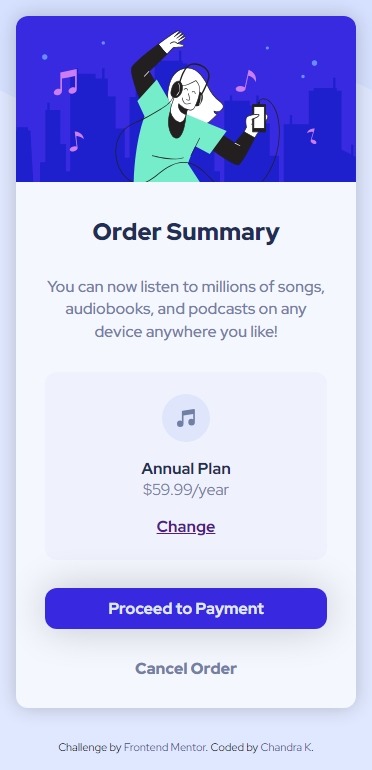 Order Summary
You can now listen to millions of songs,
audiobooks, and podcasts on any
device anywhere you like!
Annual Plan
$59.99/year
Change
Proceed to Payment
Cancel Order
Challenge by Frontend Mentor. Coded by Chandra K.